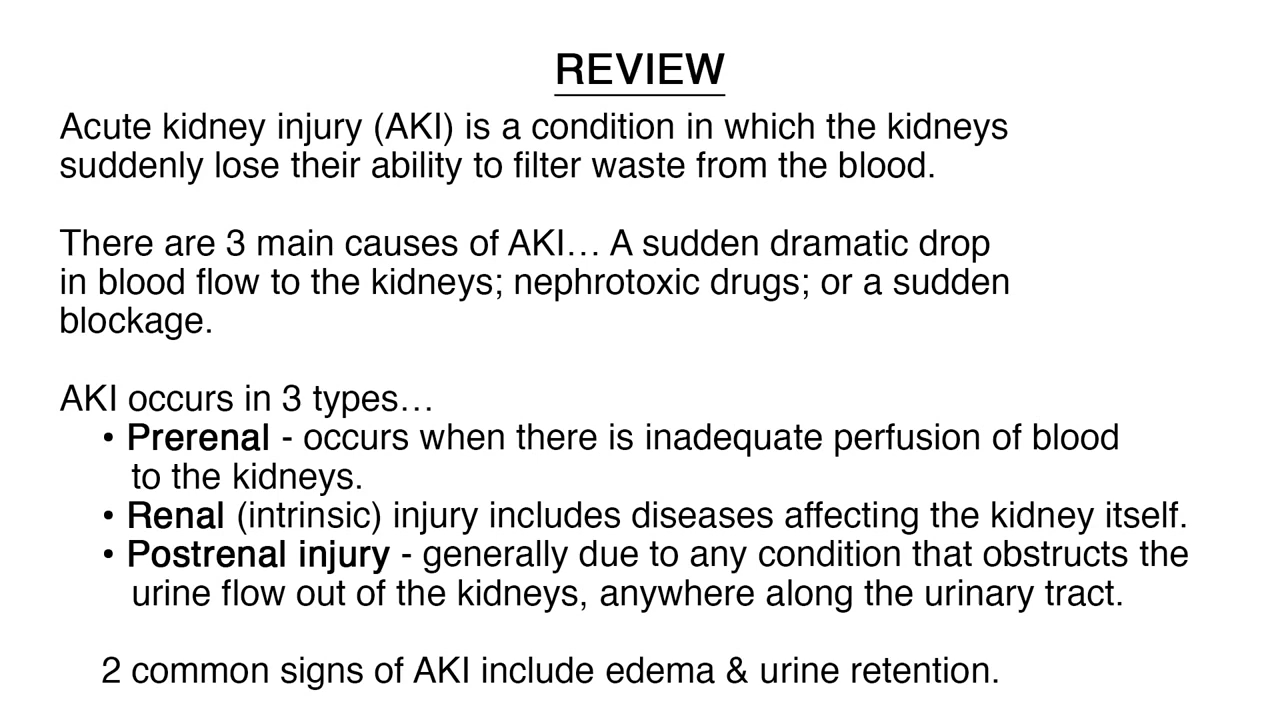 REVIEW
Acute kidney injury (AKI) is a condition in which the kidneys
suddenly lose their ability to filter waste from the blood.
There are 3 main causes of AKI… A sudden dramatic drop
in blood flow to the kidneys; nephrotoxic drugs; or a sudden
blockage.
AKI occurs in 3 types…
• Prerenal - occurs when there is inadequate perfusion of blood
to the kidneys.
• Renal (intrinsic) injury includes diseases affecting the kidney itself.
• Postrenal injury - generally due to any condition that obstructs the
urine flow out of the kidneys, anywhere along the urinary tract.
2 common signs of AKI include edema & urine retention.